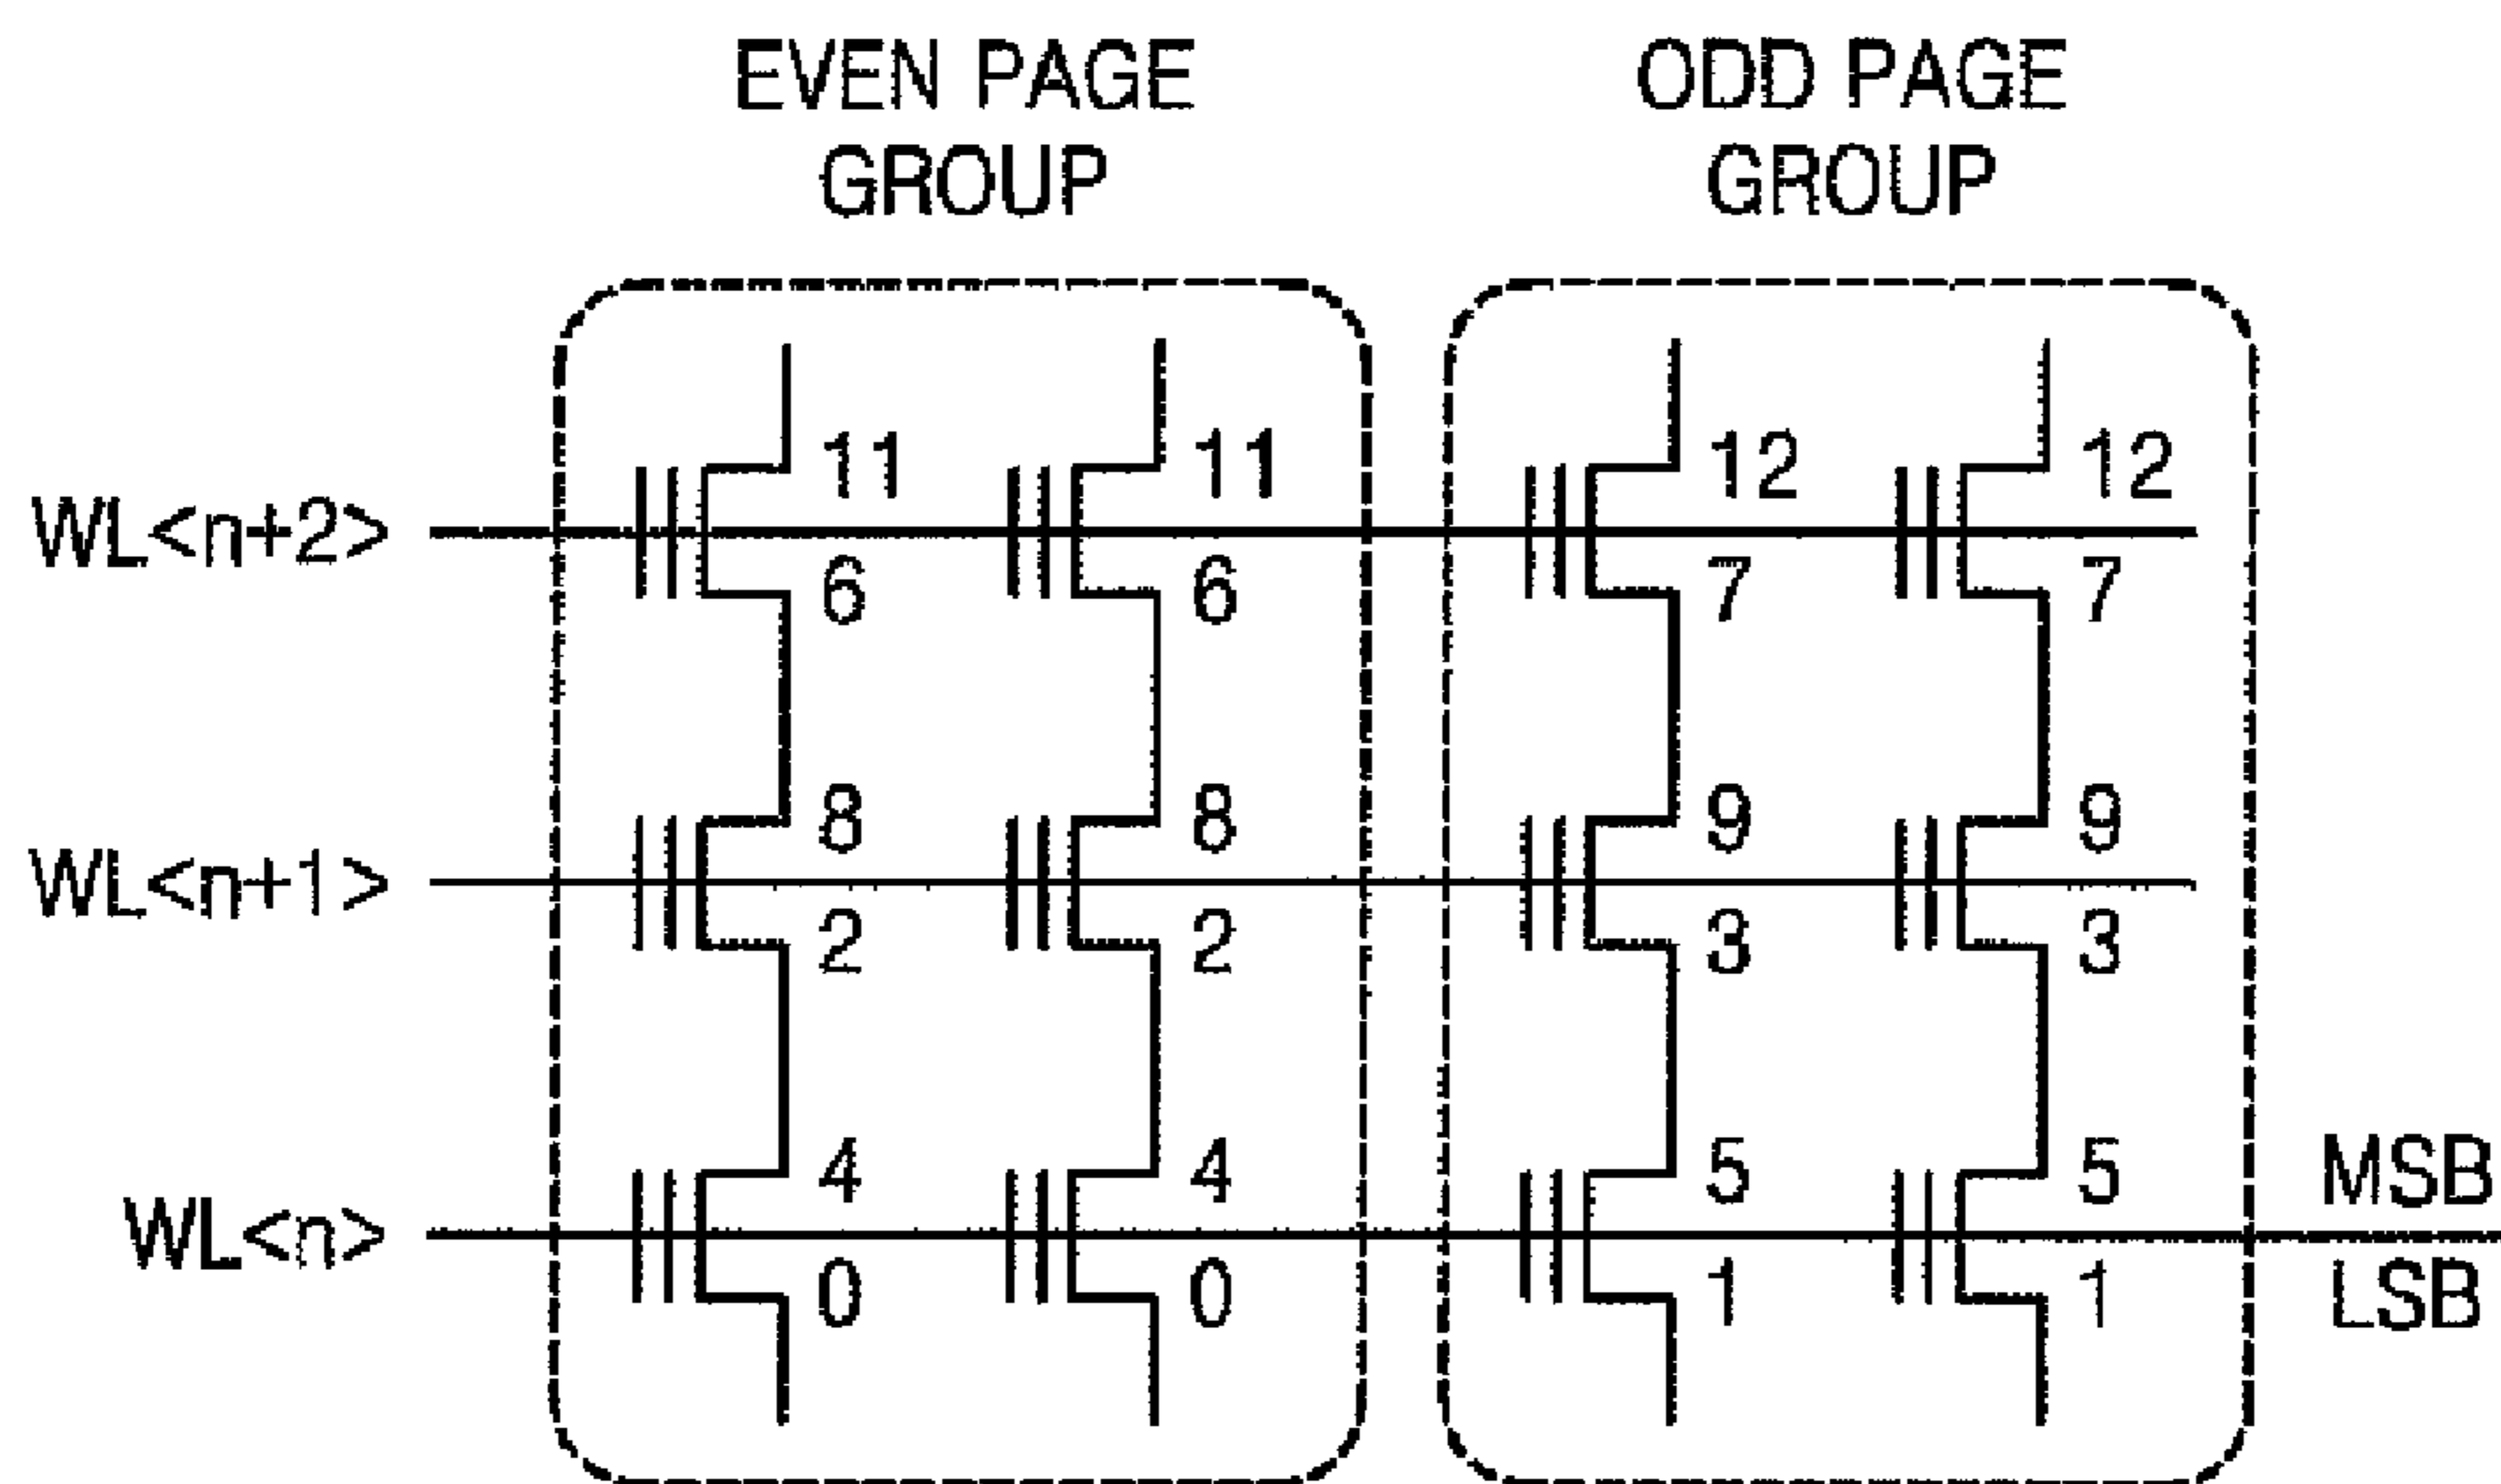 EVEN PAGE
GROUP
ODD PAGE
GROUP
11 11 12 12
WL<n+2>
6 6 7 7
8 8 9 9
WL<n+1>
2 2 3 3
4 4 5 5 MSB
WL<n>
0 0 1 1 LSB